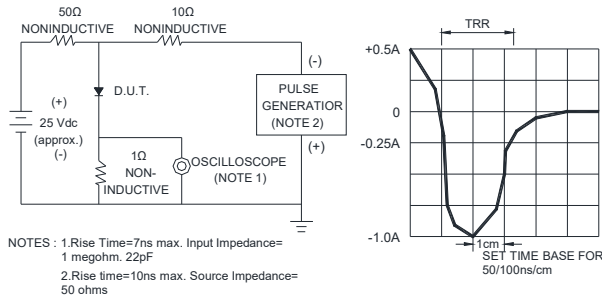 50Ω
NONINDUCTIVE
10Ω
NONINDUCTIVE
(+)
25 Vdc
(approx.)
(-)
D.U.T.
1Ω
NON-
INDUCTIVE
OSCILLOSCOPE
(NOTE 1)
(-)
PULSE
GENERATIOR
(NOTE 2)
(+)
NOTES : 1.Rise Time=7ns max. Input Impedance=
1 megohm. 22pF
2.Rise time=10ns max. Source Impedance=
50 ohms
TRR
+0.5A
0
-0.25A
-1.0A
1cm
SET TIME BASE FOR
50/100ns/cm